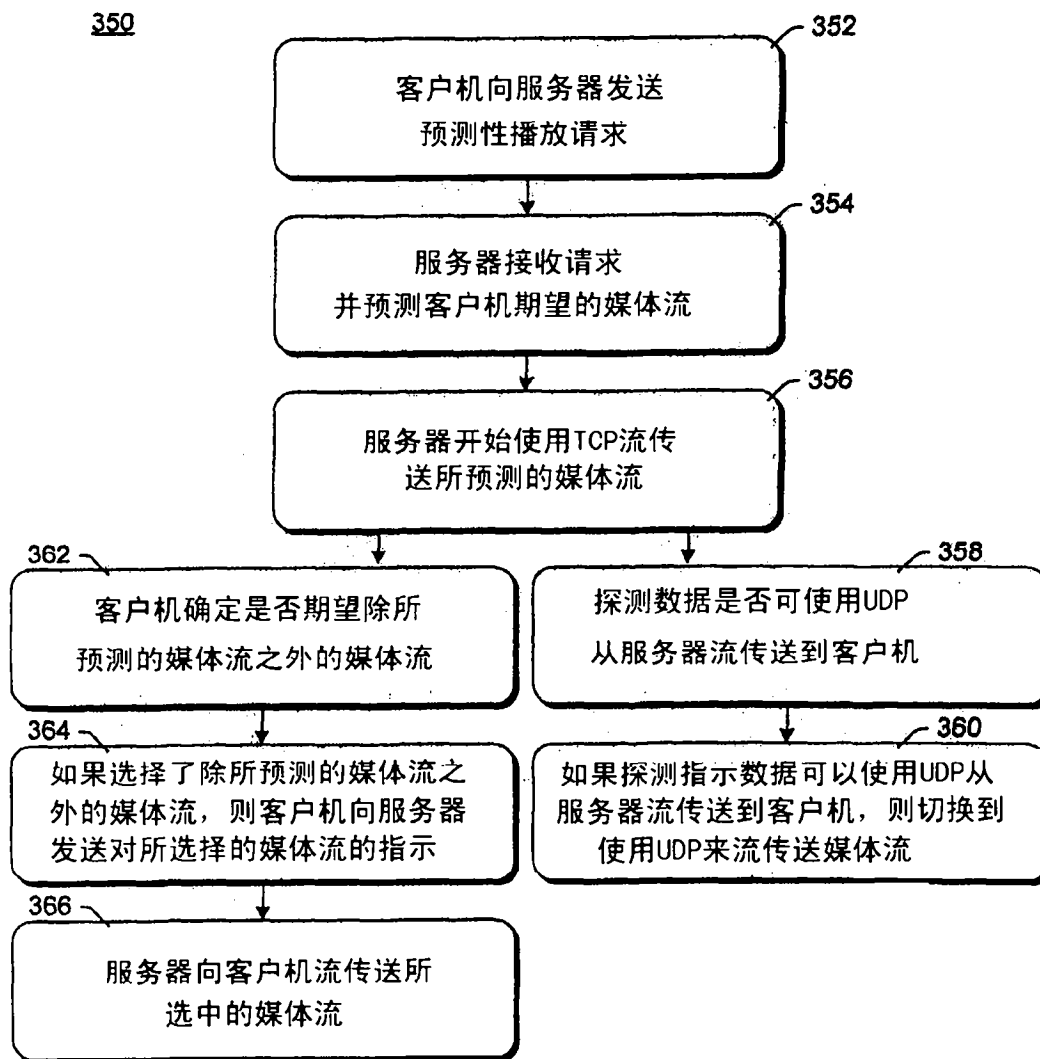 350
352
客户机向服务器发送
预测性播放请求
354
服务器接收请求
并预测客户机期望的媒体流
356
服务器开始使用TCP流传
送所预测的媒体流
362
客户机确定是否期望除所
预测的媒体流之外的媒体流
358
探测数据是否可使用UDP
从服务器流传送到客户机
364
如果选择了除所预测的媒体流之
外的媒体流,则客户机向服务器
发送对所选择的媒体流的指示
360
如果探测指示数据可以使用UDP从
服务器流传送到客户机,则切换到
使用UDP来流传送媒体流
366
服务器向客户机流传送所
选中的媒体流